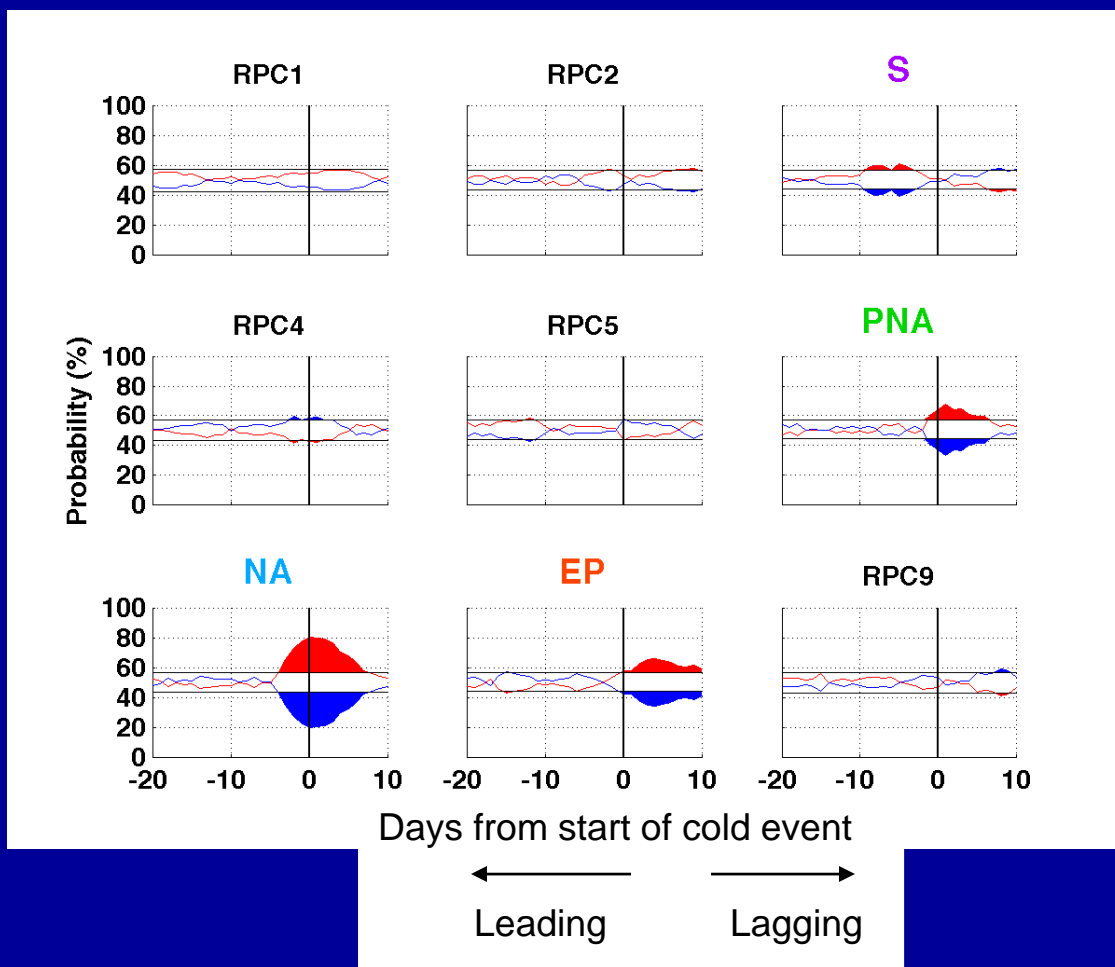 RPC1 RPC2 S
100
80
60
40
20
0
RPC4 RPC5 PNA
Probability (%)
100
80
60
40
20
0
NA EP RPC9
100
80
60
40
20
0
-20 -10 0 10 -20 -10 0 10 -20 -10 0 10
Days from start of cold event
Leading Lagging